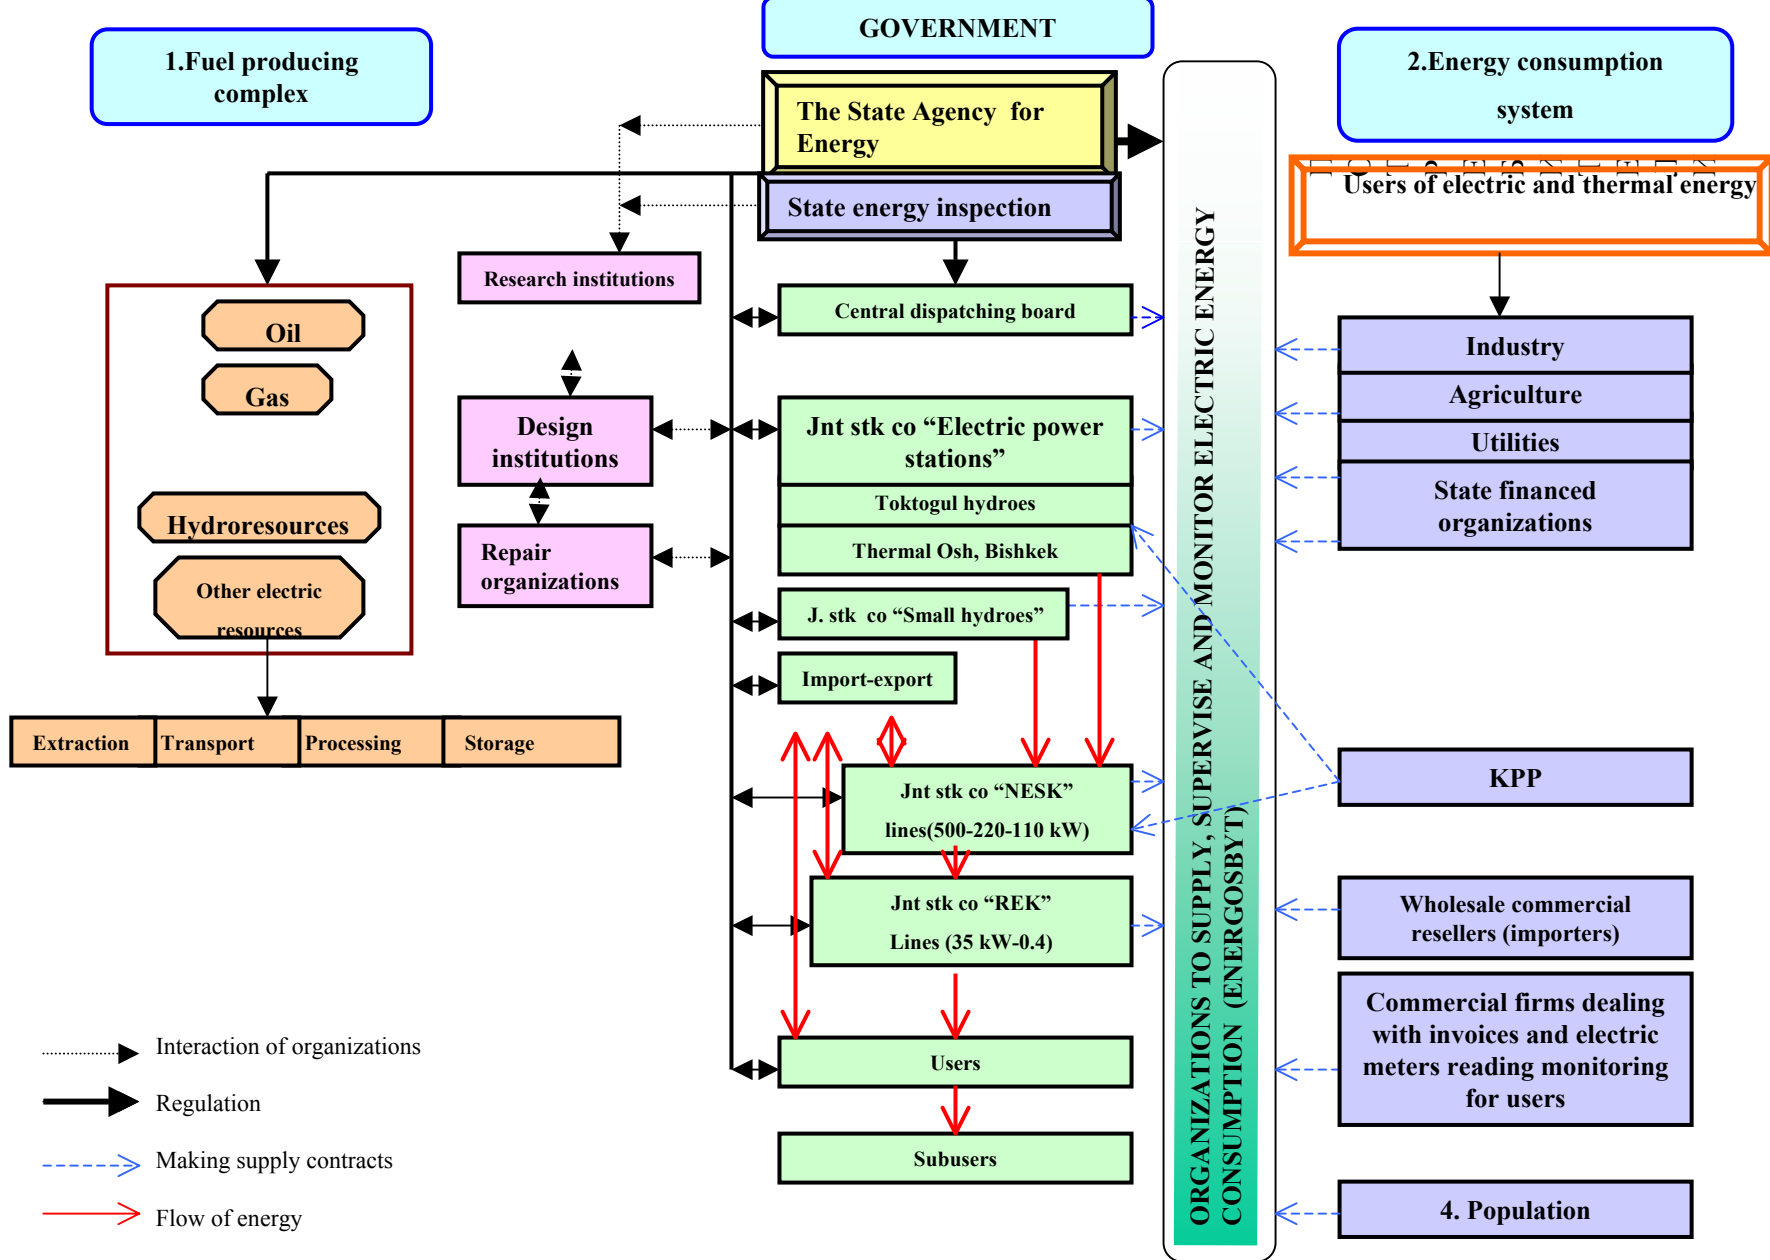 GOVERNMENT
1.Fuel producing
complex
2.Energy consumption
system
The State Agency for
Energy
State energy inspection
Users of electric and thermal energy
Research institutions
Central dispatching board
Oil
Gas
Hydroresources
Other electric
resources
Extraction
Transport
Processing
Storage
Design
institutions
Repair
organizations
Jnt stk co “Electric power
stations”
Toktogul hydroes
Thermal Osh, Bishkek
J. stk co “Small hydroes”
Import-export
Jnt stk co “NESK”
lines(500-220-110 kW)
Jnt stk co “REK”
Lines (35 kW-0.4)
Users
Subusers
ORGANIZATIONS TO SUPPLY, SUPERVISE AND MONITOR ELECTRIC ENERGY
CONSUMPTION (ENERGOSBYT)
Industry
Agriculture
Utilities
State financed
organizations
KPP
Wholesale commercial
resellers (importers)
Commercial firms dealing
with invoices and electric
meters reading monitoring
for users
4. Population
Interaction of organizations
Regulation
Making supply contracts
Flow of energy